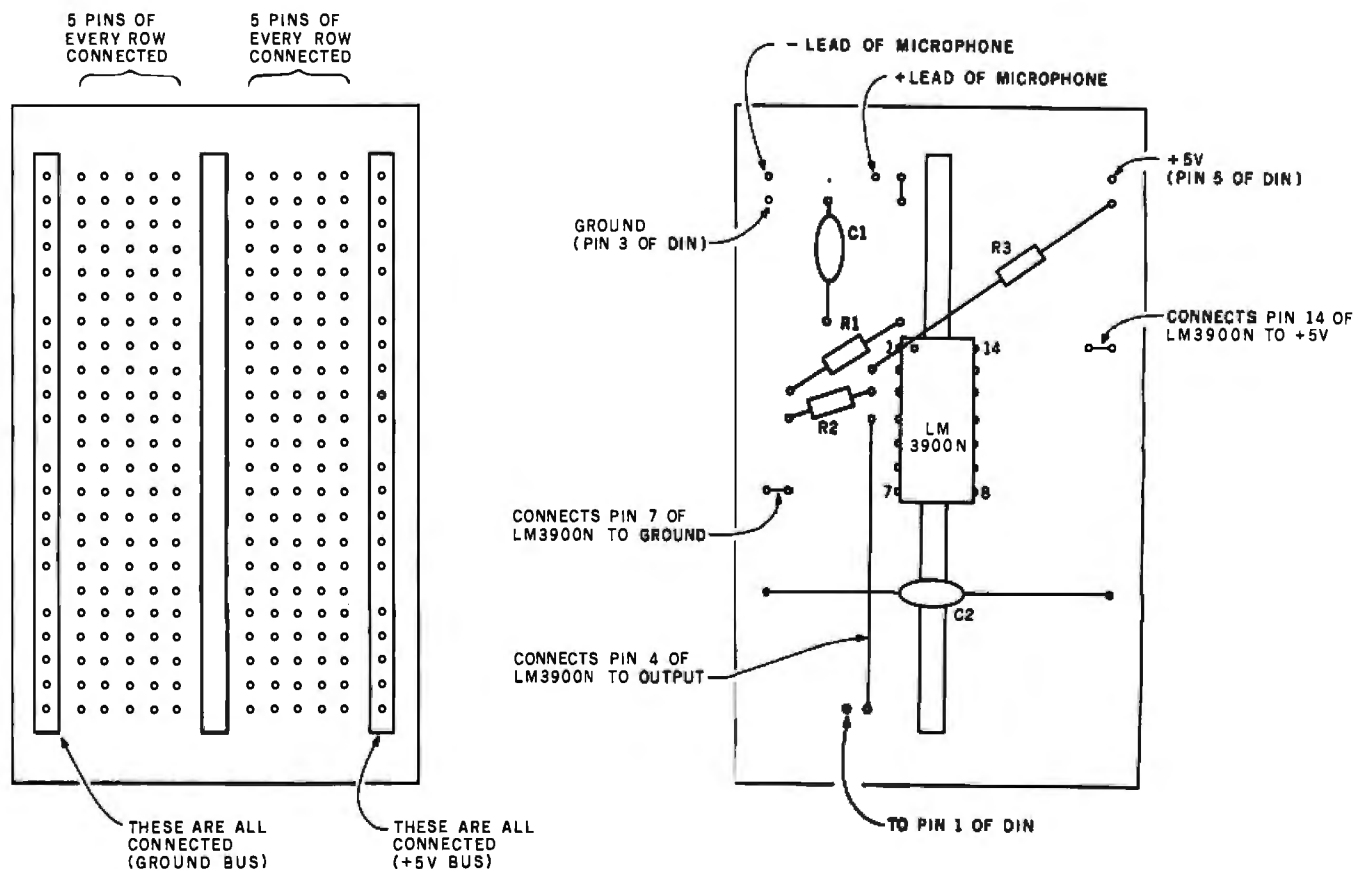 5 PINS OF
EVERY ROW
CONNECTED
5 PINS OF
EVERY ROW
CONNECTED
THESE ARE ALL
CONNECTED
(GROUND BUS)
THESE ARE ALL
CONNECTED
(+5V BUS)
- LEAD OF MICROPHONE
+LEAD OF MICROPHONE
+5V
(PIN 5 OF DIN)
GROUND
(PIN 3 OF DIN)
C1
R3
R1
CONNECTS PIN 14 OF
LM3900N TO +5V
1
14
R2
LM
3900N
7
8
CONNECTS PIN 7 OF
LM3900N TO GROUND
C2
CONNECTS PIN 4 OF
LM3900N TO OUTPUT
TO PIN 1 OF DIN